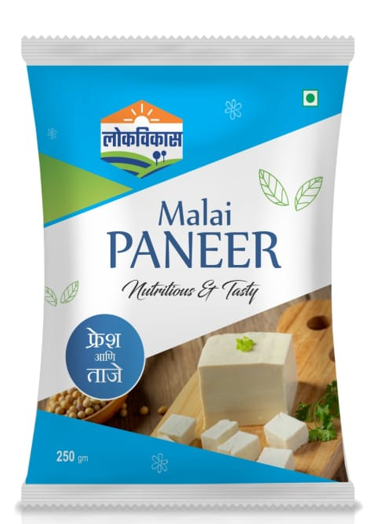 लोकविकास
Malai
PANEER
Nutritious & Tasty
फ्रेश
आणि
ताजे
250 gm